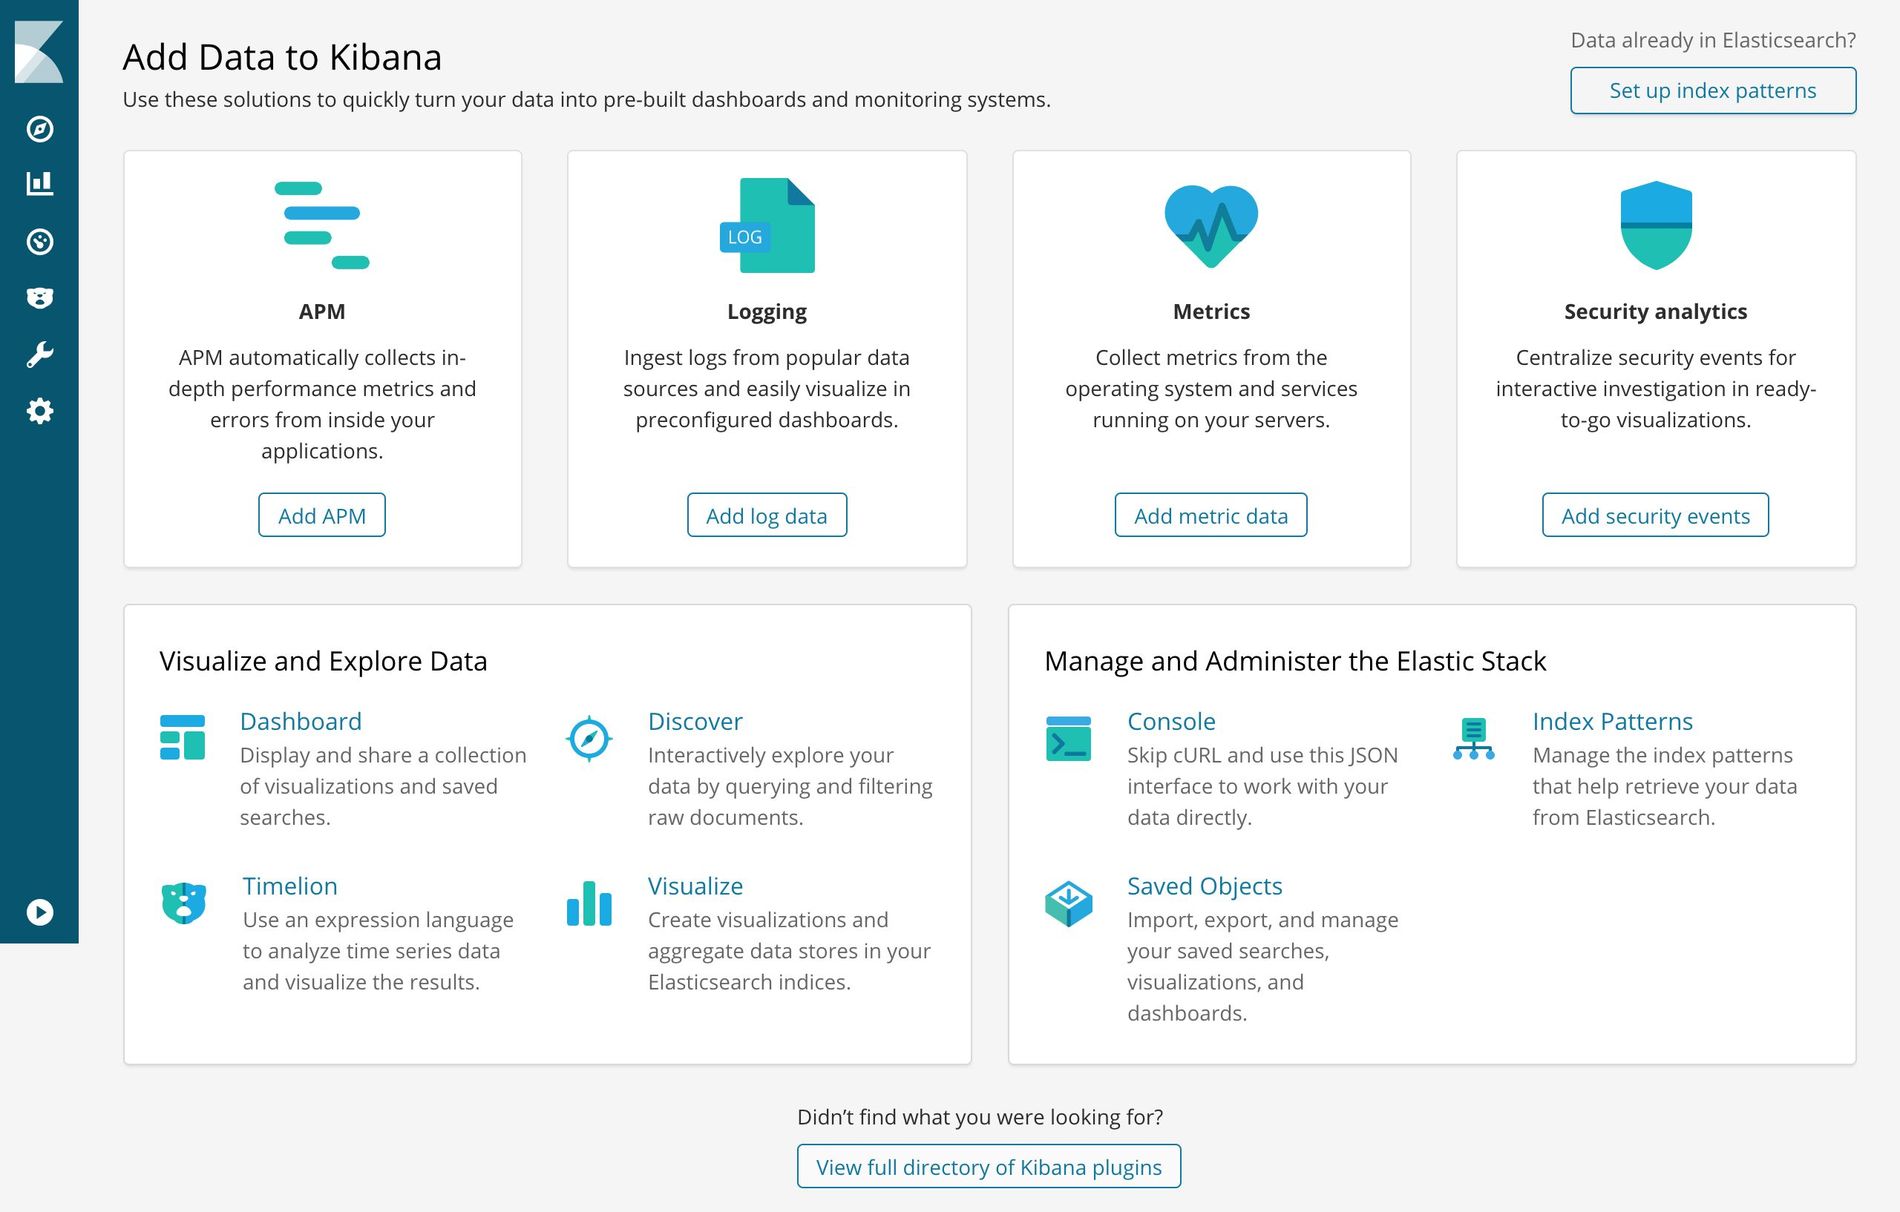 Add Data to Kibana
Use these solutions to quickly turn your data into pre-built dashboards and monitoring systems.
Data already in Elasticsearch?
Set up index patterns
APM
APM automatically collects in-
depth performance metrics and
errors from inside your
applications.
Add APM
LOG
Logging
Ingest logs from popular data
sources and easily visualize in
preconfigured dashboards.
Add log data
Metrics
Collect metrics from the
operating system and services
running on your servers.
Add metric data
Security analytics
Centralize security events for
interactive investigation in ready-
to-go visualizations.
Add security events
Visualize and Explore Data
Dashboard
Display and share a collection
of visualizations and saved
searches.
Discover
Interactively explore your
data by querying and filtering
raw documents.
Timelion
Use an expression language
to analyze time series data
and visualize the results.
Visualize
Create visualizations and
aggregate data stores in your
Elasticsearch indices.
Manage and Administer the Elastic Stack
Console
Skip cURL and use this JSON
interface to work with your
data directly.
Index Patterns
Manage the index patterns
that help retrieve your data
from Elasticsearch.
Saved Objects
Import, export, and manage
your saved searches,
visualizations, and
dashboards.
Didn’t find what you were looking for?
View full directory of Kibana plugins